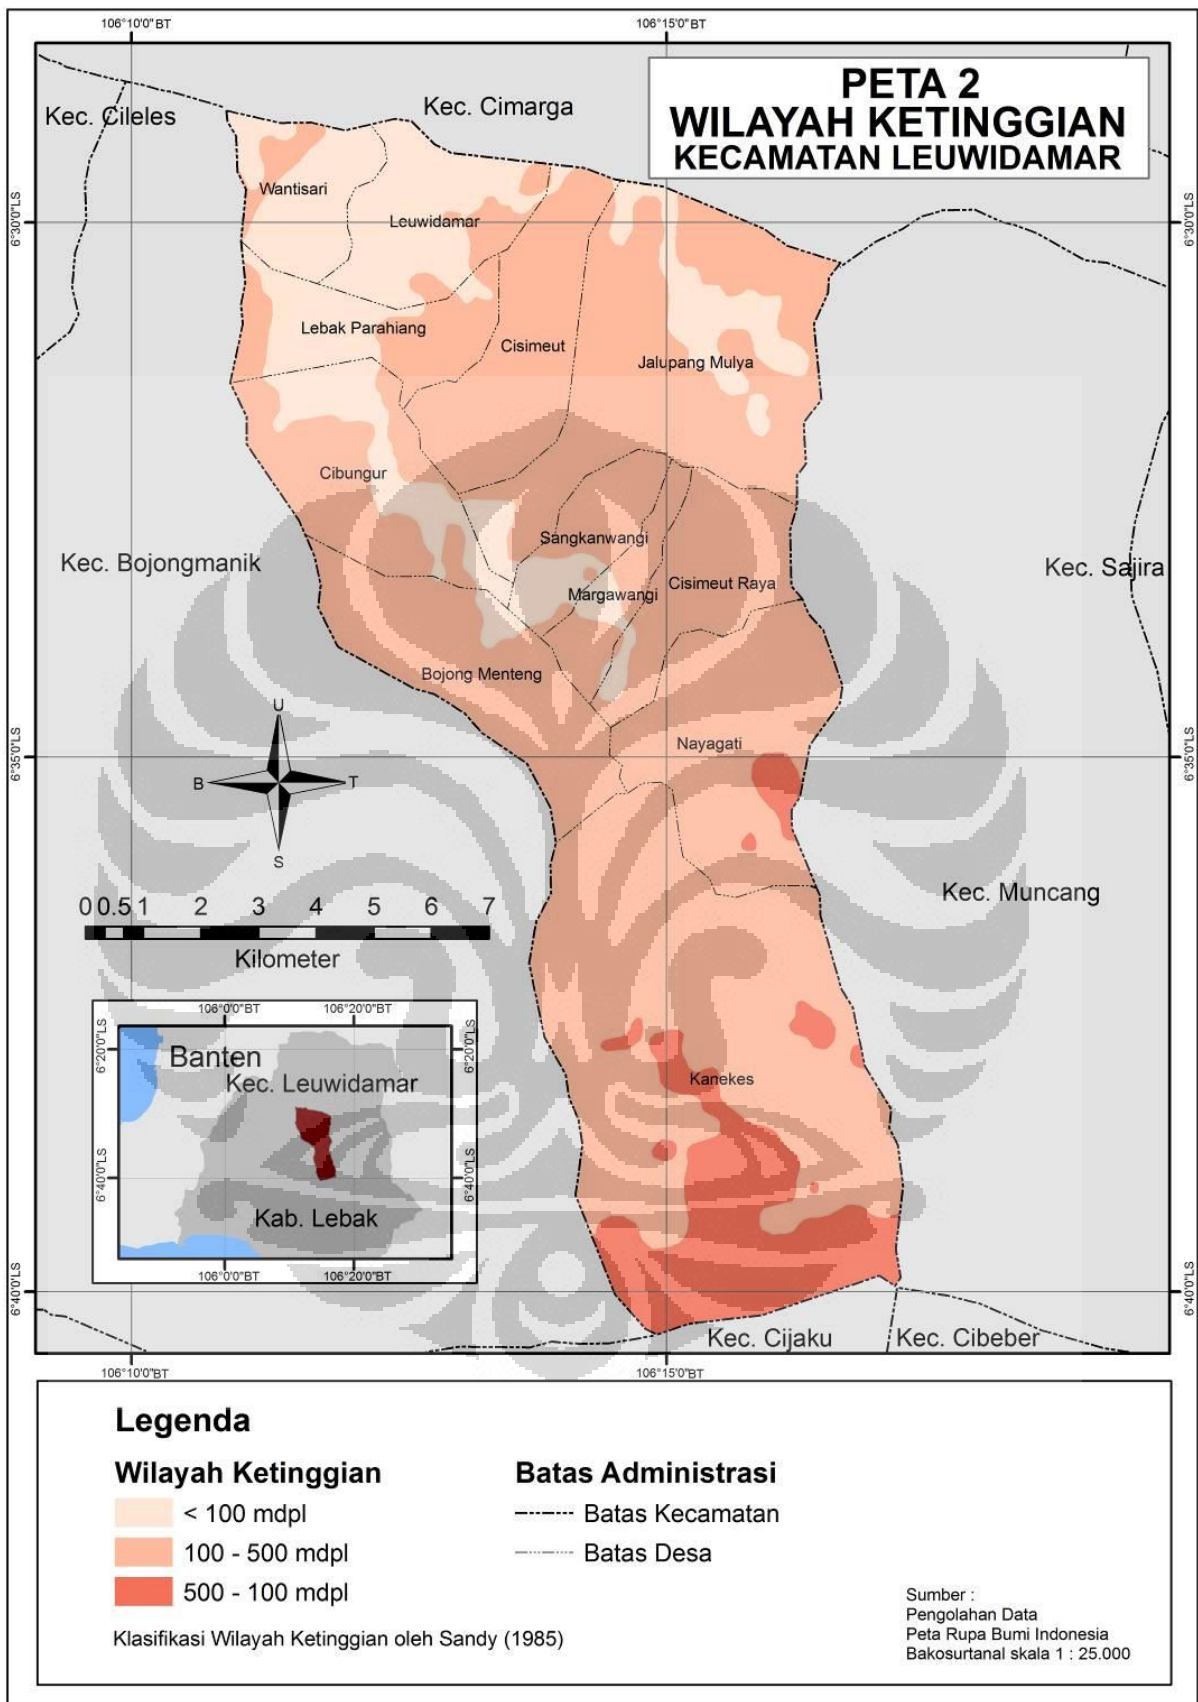 106°10'0"BT
106°15'0"BT
PETA 2
WILAYAH KETINGGIAN
KECAMATAN LEUWIDAMAR
Kec. Cileles
Kec. Cimarga
Wantisari
Leuwidamar
6°30'0"LS
6°30'0"LS
Lebak Parahiang
Cisimeut
Jalupang Mulya
Cibungur
Sangkanwangi
Kec. Bojongmanik
Kec. Sajira
Margawangi
Cisimeut Raya
Bojong Menteng
U
Nayagati
6°35'0"LS
6°35'0"LS
B
T
S
Kec. Muncang
0 0.5 1 2 3 4 5 6 7
Kilometer
106°0'0"BT
106°20'0"BT
6°20'0"LS
6°20'0"LS
Banten
Kec. Leuwidamar
Kanekes
6°40'0"LS
6°40'0"LS
Kab. Lebak
106°0'0"BT
106°20'0"BT
6°40'0"LS
6°40'0"LS
Kec. Cijaku
Kec. Cibeber
106°10'0"BT
106°15'0"BT
Legenda
Wilayah Ketinggian
< 100 mdpl
100 - 500 mdpl
500 - 100 mdpl
Klasifikasi Wilayah Ketinggian oleh Sandy (1985)
Batas Administrasi
Batas Kecamatan
Batas Desa
Sumber :
Pengolahan Data
Peta Rupa Bumi Indonesia
Bakosurtanal skala 1 : 25.000